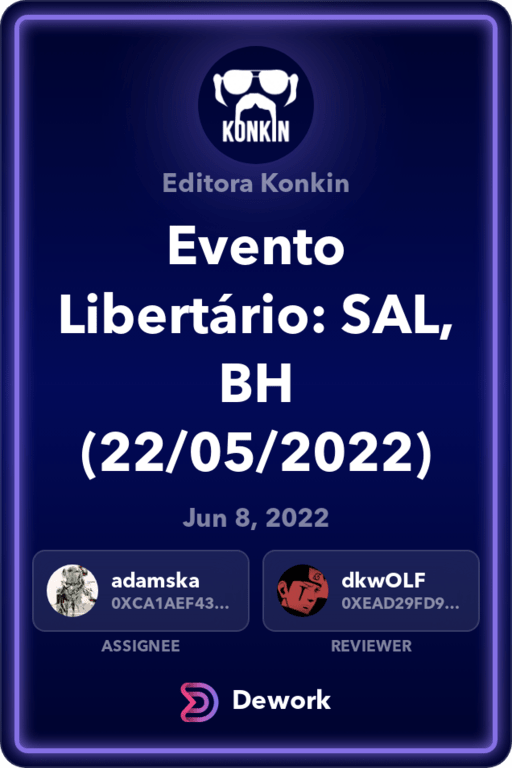 KONKIN
Editora Konkin
Evento
Libertário: SAL,
BH
(22/05/2022)
Jun 8, 2022
adamska
0XCA1AEF43...
dkwOLF
0XEAD29FD9...
ASSIGNEE
REVIEWER
Dework